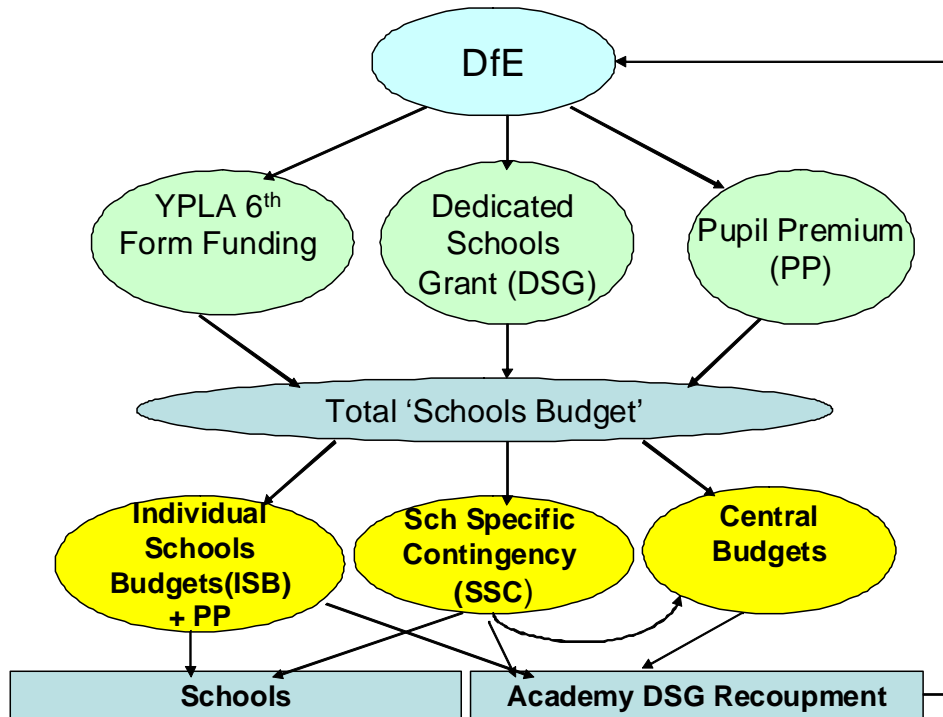 DfE
YPLA 6th
Form Funding
Dedicated
Schools
Grant (DSG)
Pupil Premium
(PP)
Total ‘Schools Budget’
Individual
Schools
Budgets(ISB)
+ PP
Sch Specific
Contingency
(SSC)
Central
Budgets
Schools
Academy DSG Recoupment